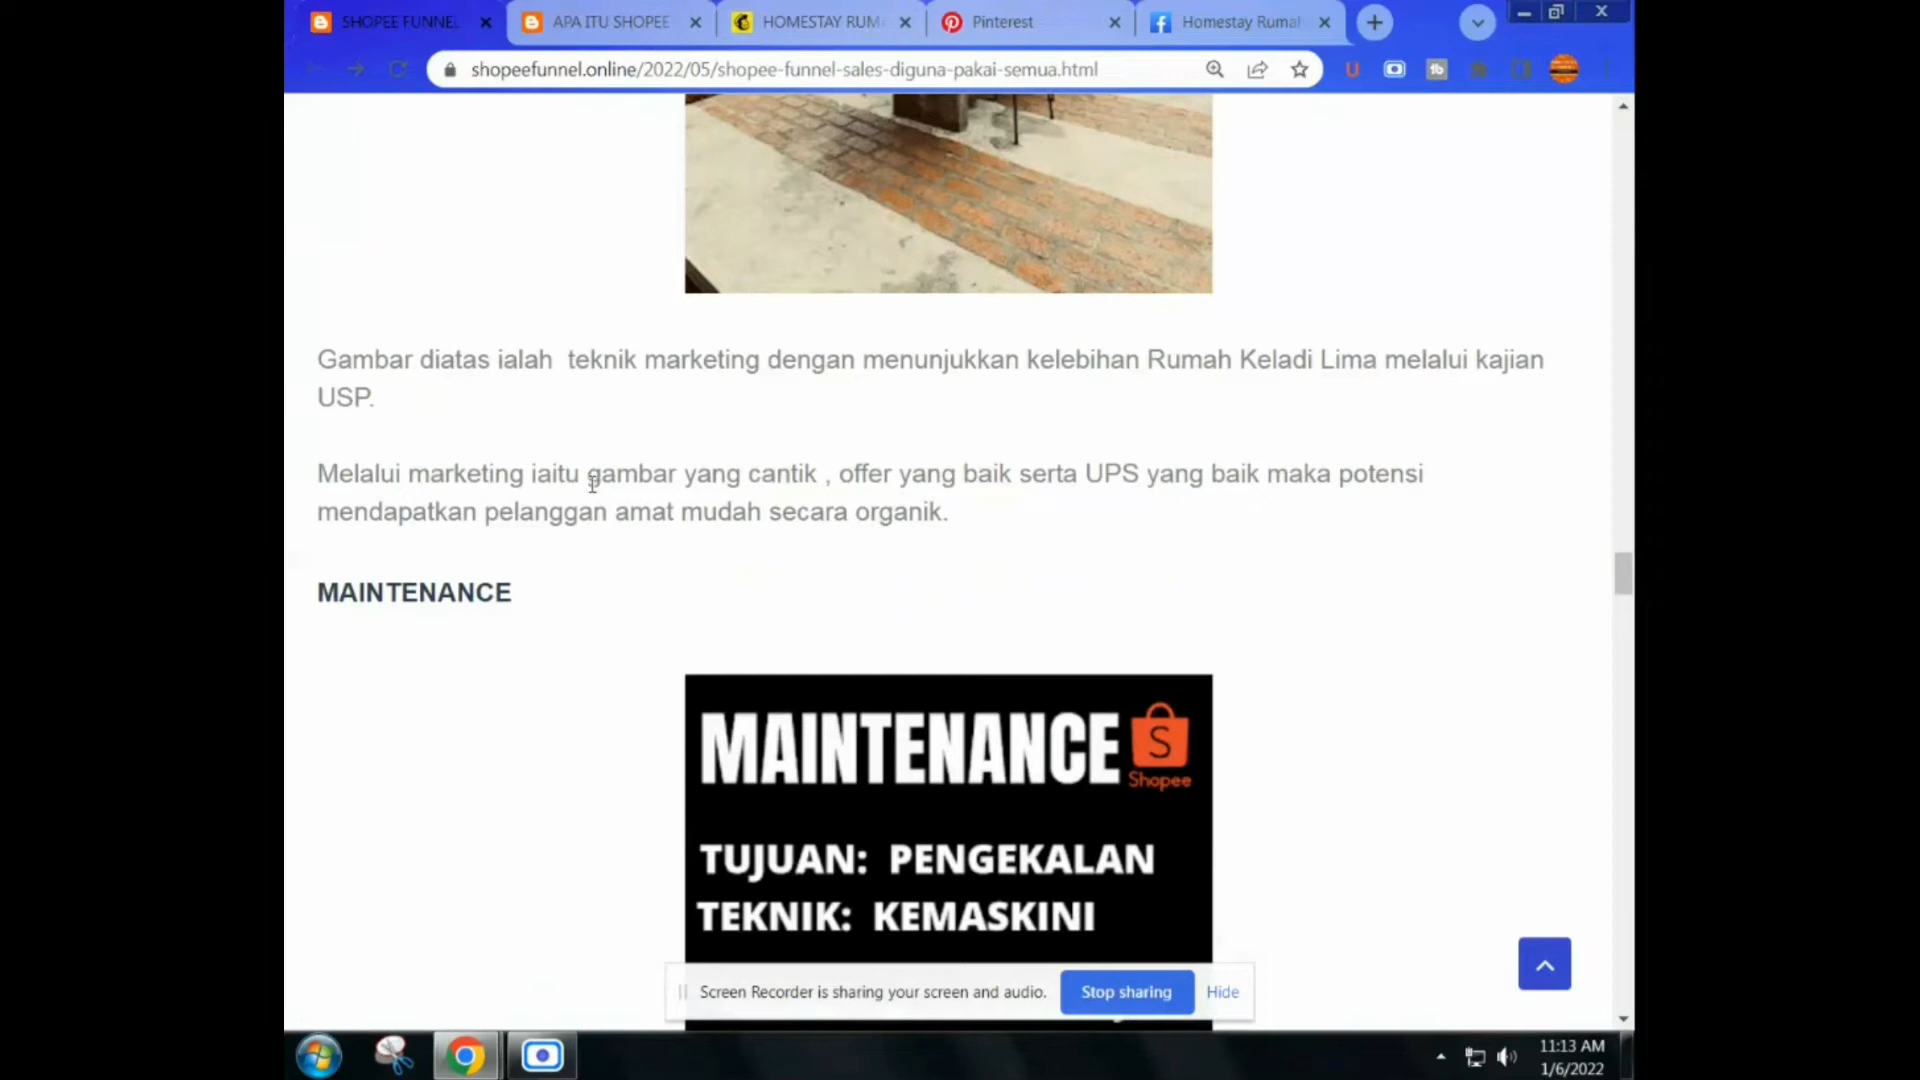 SHOPEE FUNNEL
APA ITU SHOPEE
HOMESTAY RUM
Pinterest
Homestay Rumah
shopeefunnel.online/2022/05/shopee-funnel-sales-diguna-pakai-semua.html
Gambar diatas ialah teknik marketing dengan menunjukkan kelebihan Rumah Keladi Lima melalui kajian
USP.
Melalui marketing iaitu gambar yang cantik , offer yang baik serta UPS yang baik maka potensi
mendapatkan pelanggan amat mudah secara organik.
MAINTENANCE
MAINTENANCE
S
Shopee
TUJUAN: PENGEKALAN
TEKNIK: KEMASKINI
Screen Recorder is sharing your screen and audio.
Stop sharing
Hide
11:13 AM
1/6/2022